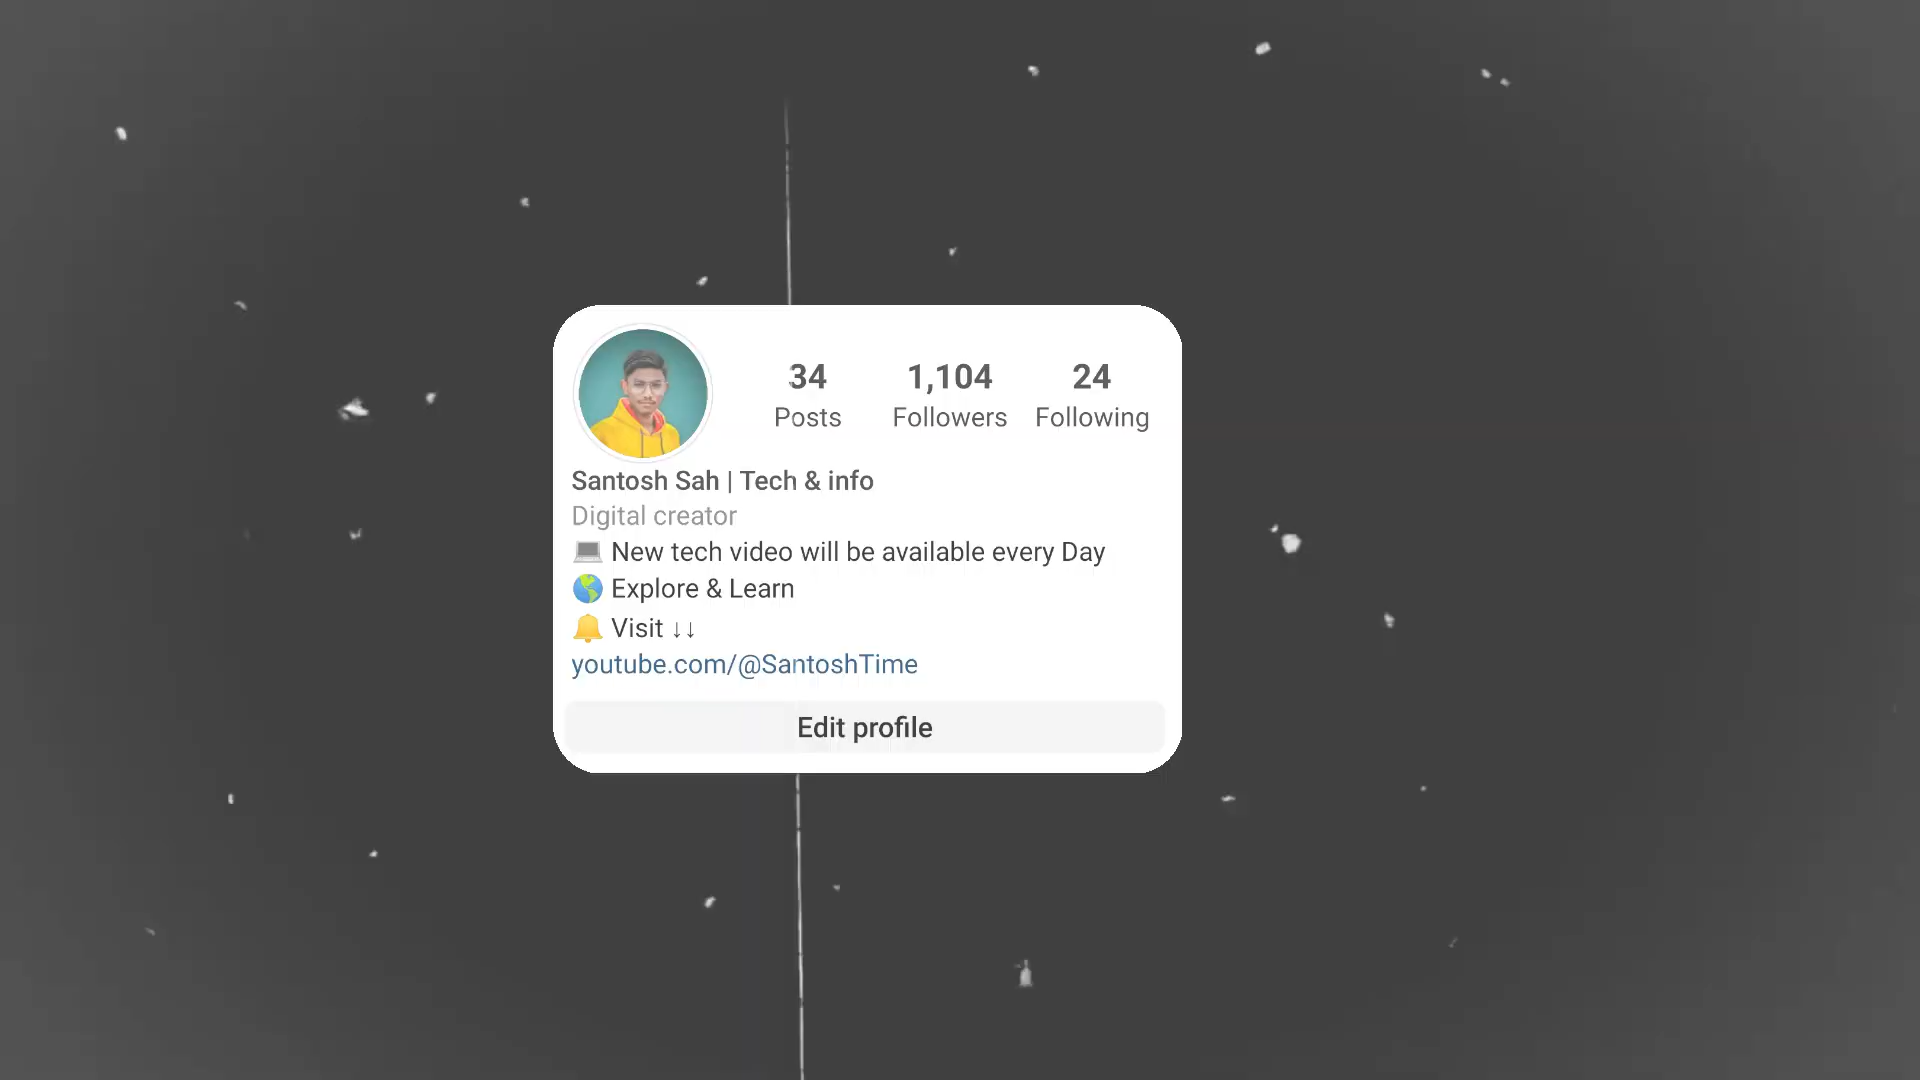 34 1,104 24
Posts Followers Following
Santosh Sah | Tech & info
Digital creator
💻 New tech video will be available every Day
🌎 Explore & Learn
🔔 Visit ↓↓
youtube.com/@SantoshTime
Edit profile